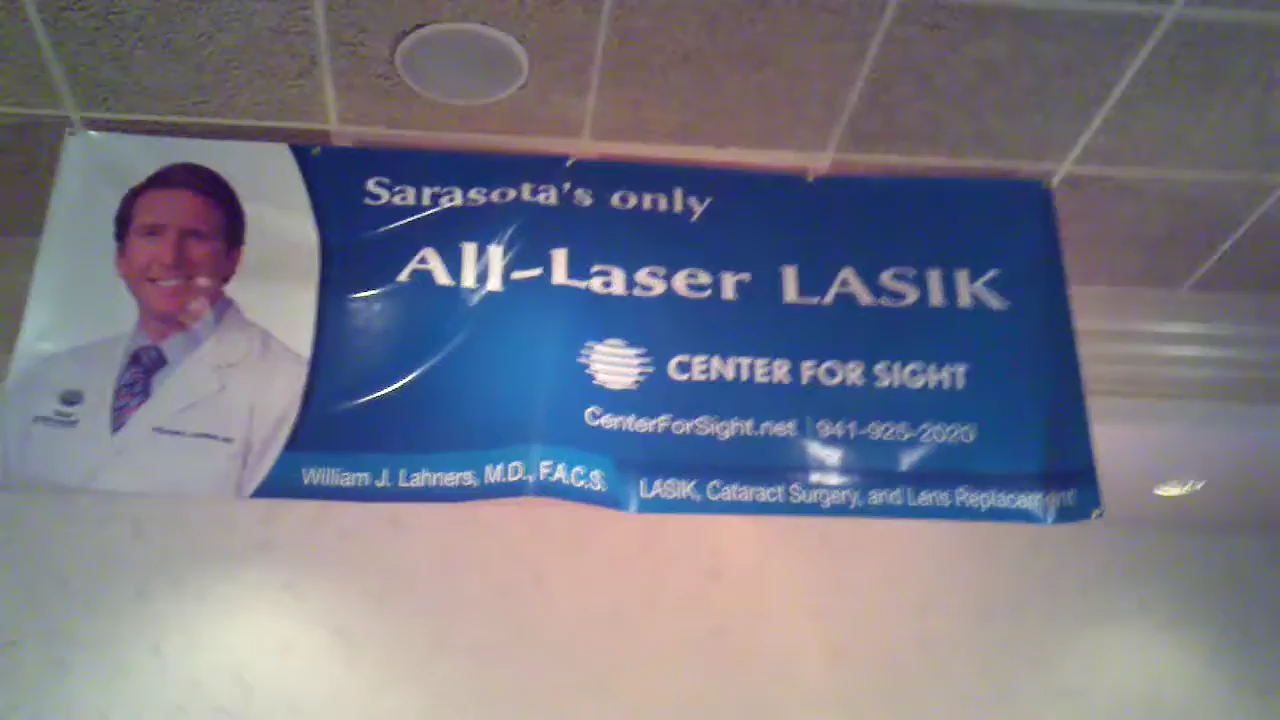 Sarasota's only
All-Laser LASIK
CENTER FOR SIGHT
CenterForSight.net | 941-925-2020
William J. Lahners, M.D., F.A.C.S.
LASIK, Cataract Surgery, and Lens Replacement